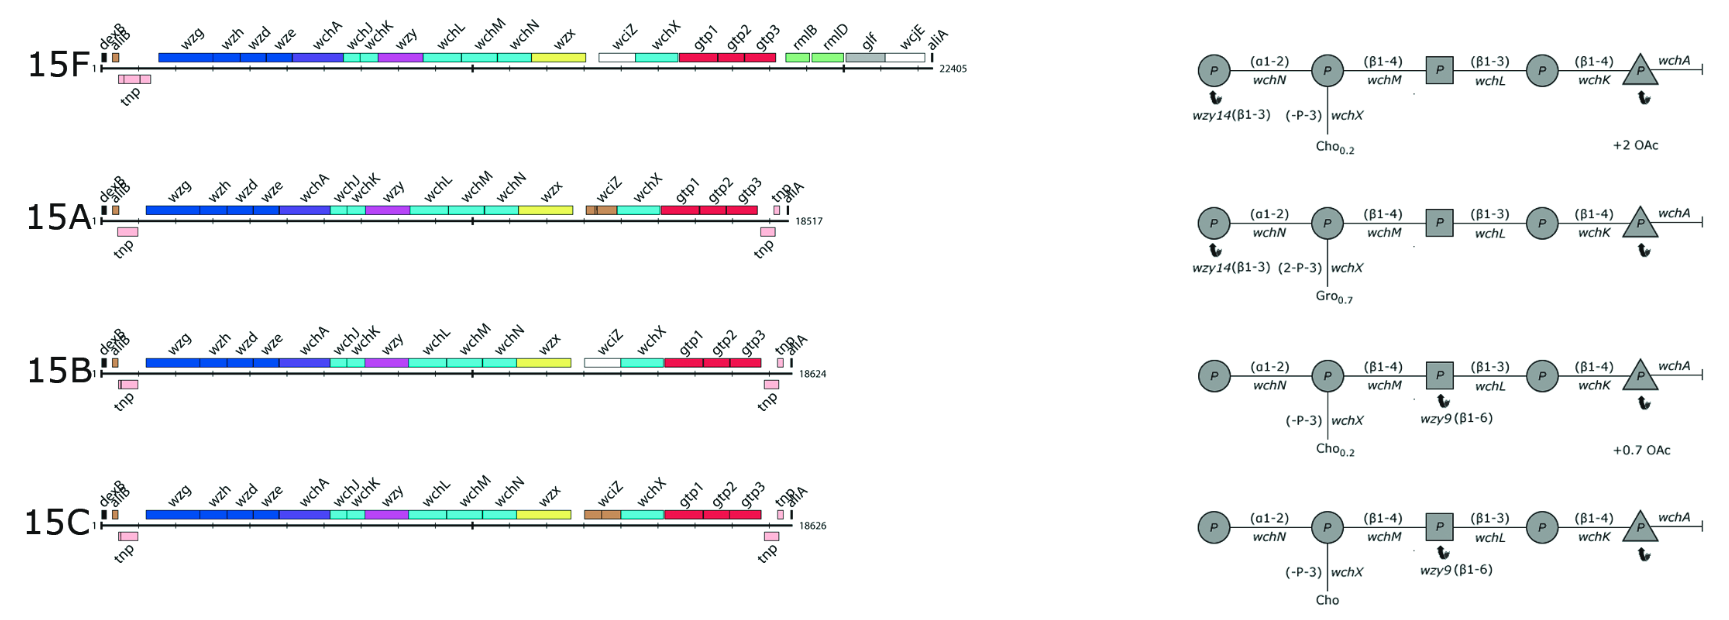 dexB aliB wzg wzh wzd wze wchA wchJ wchK wzy wchL wchM wchN wzx wciZ wchX gtp1 gtp2 gtp3 rmlB rmlD glf wcjE aliA
15F 1 22405
tnp
P (α1-2) wchN P (β1-4) wchM P (β1-3) wchL P (β1-4) wchK P wchA
wzy14(β1-3) (-P-3) wchX
Cho0.2 +2 OAc
dexB aliB wzg wzh wzd wze wchA wchJ wchK wzy wchL wchM wchN wzx wciZ wchX gtp1 gtp2 gtp3 tnp aliA
15A 1 18517
tnp tnp
P (α1-2) wchN P (β1-4) wchM P (β1-3) wchL P (β1-4) wchK P wchA
wzy14(β1-3) (2-P-3) wchX
Gro0.7
dexB aliB wzg wzh wzd wze wchA wchJ wchK wzy wchL wchM wchN wzx wciZ wchX gtp1 gtp2 gtp3 tnp aliA
15B 1 18624
tnp tnp
P (α1-2) wchN P (β1-4) wchM P (β1-3) wchL P (β1-4) wchK P wchA
(-P-3) wchX wzy9(β1-6)
Cho0.2 +0.7 OAc
dexB aliB wzg wzh wzd wze wchA wchJ wchK wzy wchL wchM wchN wzx wciZ wchX gtp1 gtp2 gtp3 tnp aliA
15C 1 18626
tnp tnp
P (α1-2) wchN P (β1-4) wchM P (β1-3) wchL P (β1-4) wchK P wchA
(-P-3) wchX wzy9(β1-6)
Cho